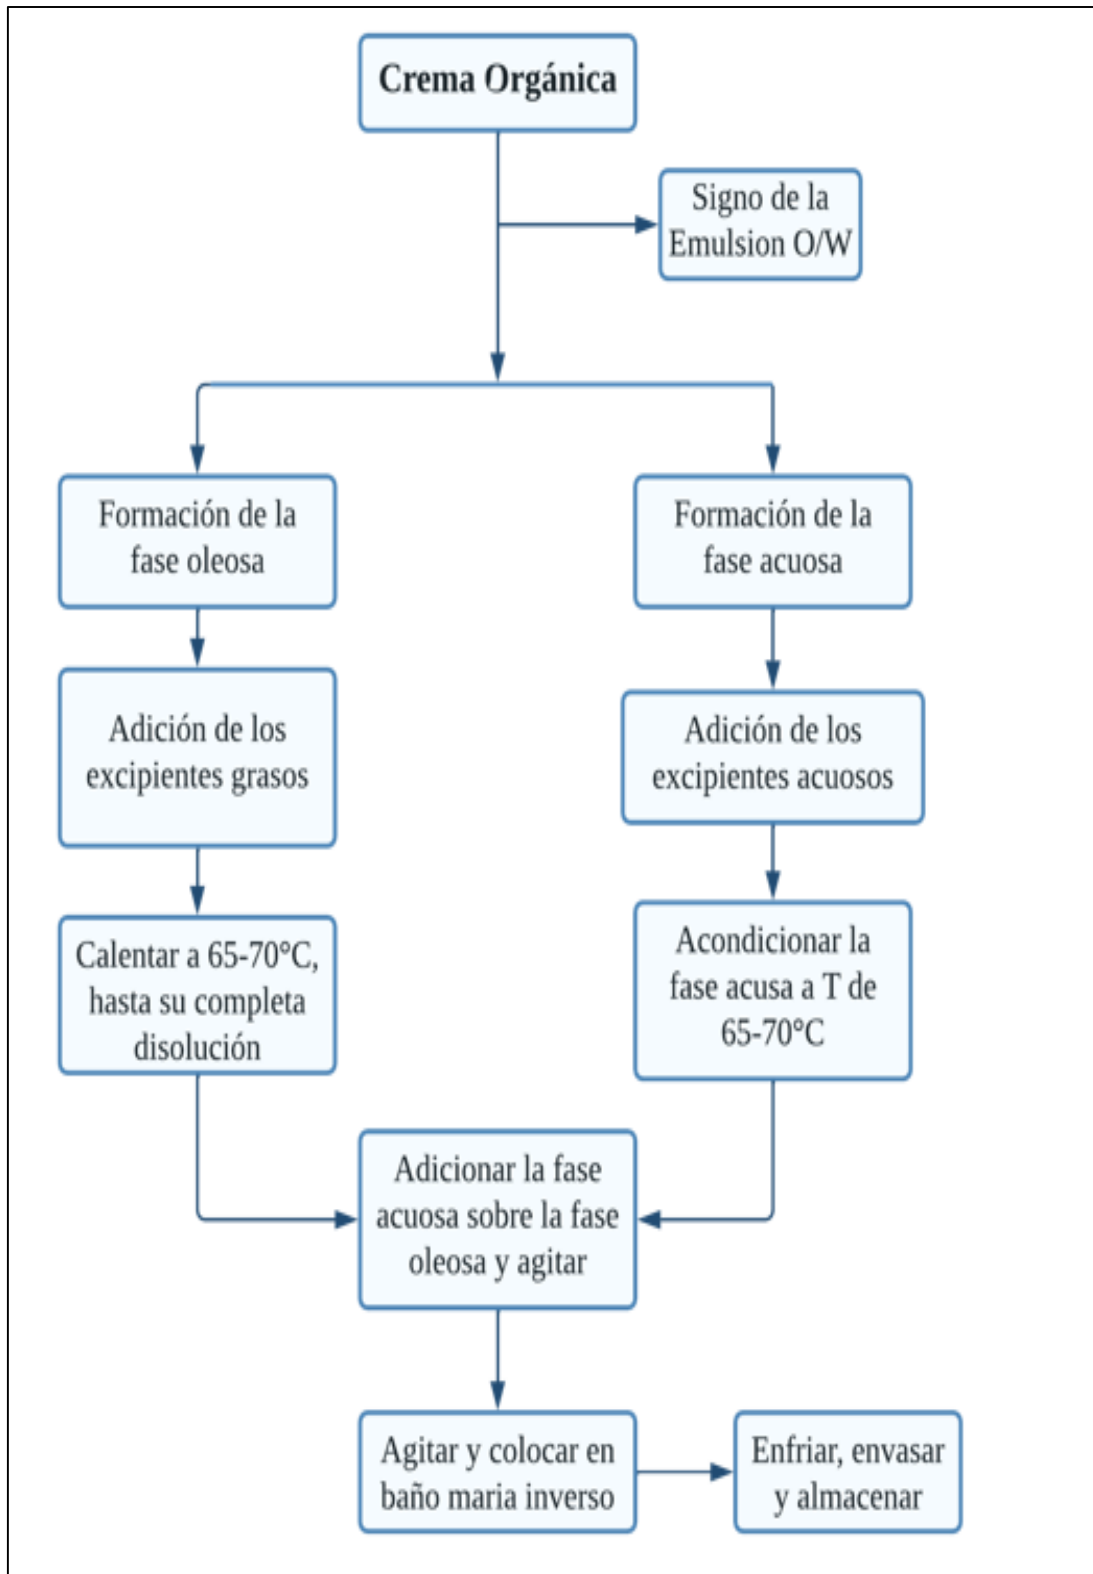 Crema Orgánica
Signo de la
Emulsion O/W
Formación de la
fase oleosa
Formación de la
fase acuosa
Adición de los
excipientes grasos
Adición de los
excipientes acuosos
Calentar a 65-70°C,
hasta su completa
disolución
Acondicionar la
fase acusa a T de
65-70°C
Adicionar la fase
acuosa sobre la fase
oleosa y agitar
Agitar y colocar en
baño maria inverso
Enfriar, envasar
y almacenar